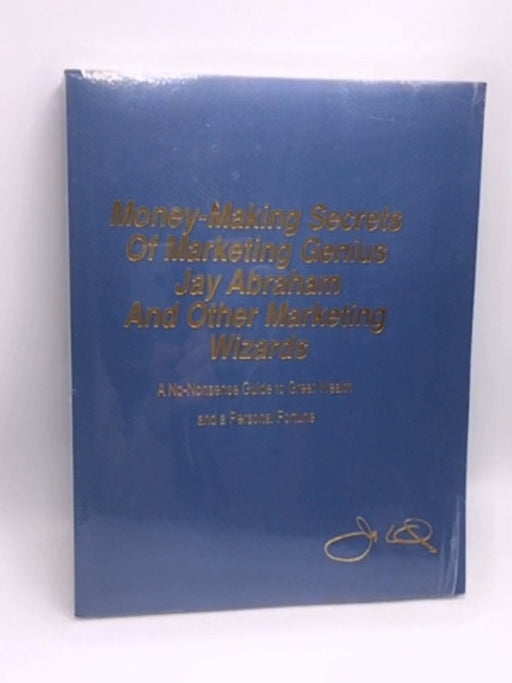 Money-Making Secrets
Of Marketing Genius
Jay Abraham
And Other Marketing
Wizards
A No-Nonsense Guide to Great Wealth
and a Personal Fortune